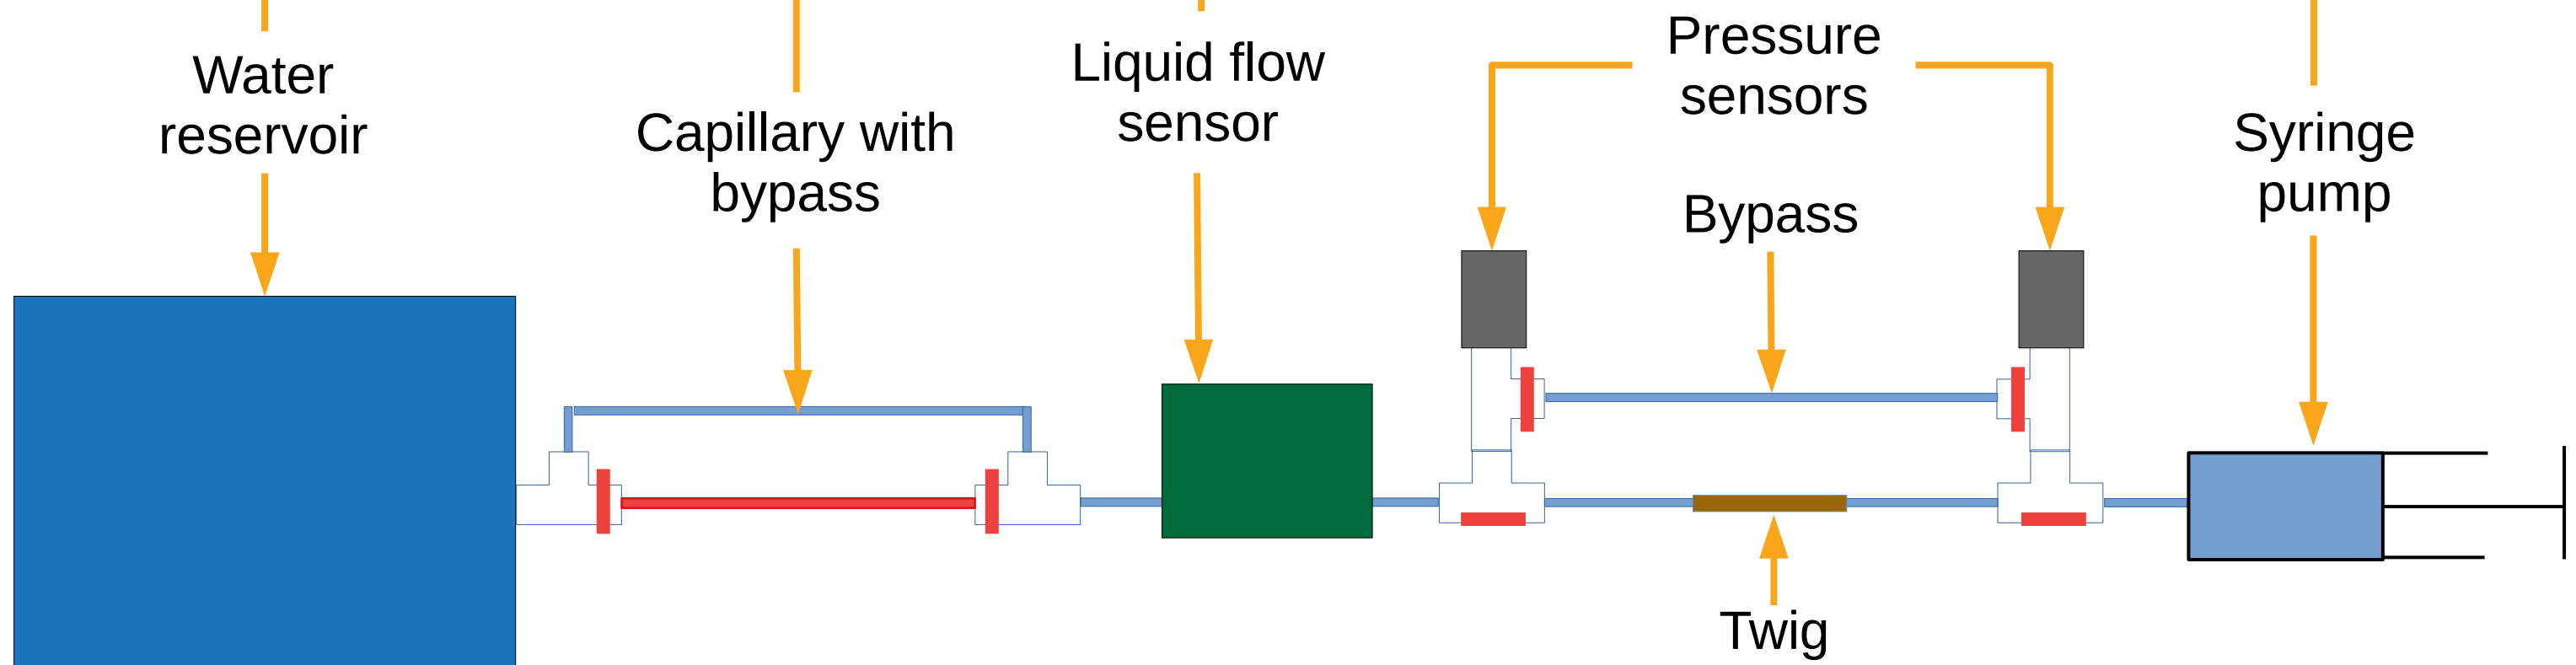 Water
reservoir
Capillary with
bypass
Liquid flow
sensor
Pressure
sensors
Bypass
Syringe
pump
Twig